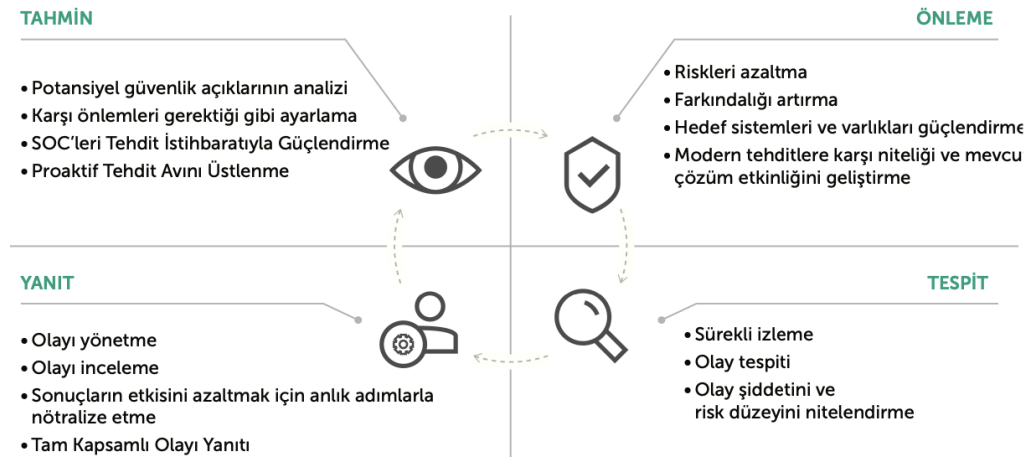 TAHMİN
• Potansiyel güvenlik açıklarının analizi
• Karşı önlemleri gerektiği gibi ayarlama
• SOC’leri Tehdit İstihbaratıyla Güçlendirme
• Proaktif Tehdit Avını Üstlenme
ÖNLEME
• Riskleri azaltma
• Farkındalığı artırma
• Hedef sistemleri ve varlıkları güçlendirme
• Modern tehditlere karşı niteliği ve mevcu
çözüm etkinliğini geliştirme
YANIT
• Olayı yönetme
• Olayı inceleme
• Sonuçların etkisini azaltmak için anlık adımlarla
nötralize etme
• Tam Kapsamlı Olayı Yanıtı
TESPİT
• Sürekli izleme
• Olay tespiti
• Olay şiddetini ve
risk düzeyini nitelendirme